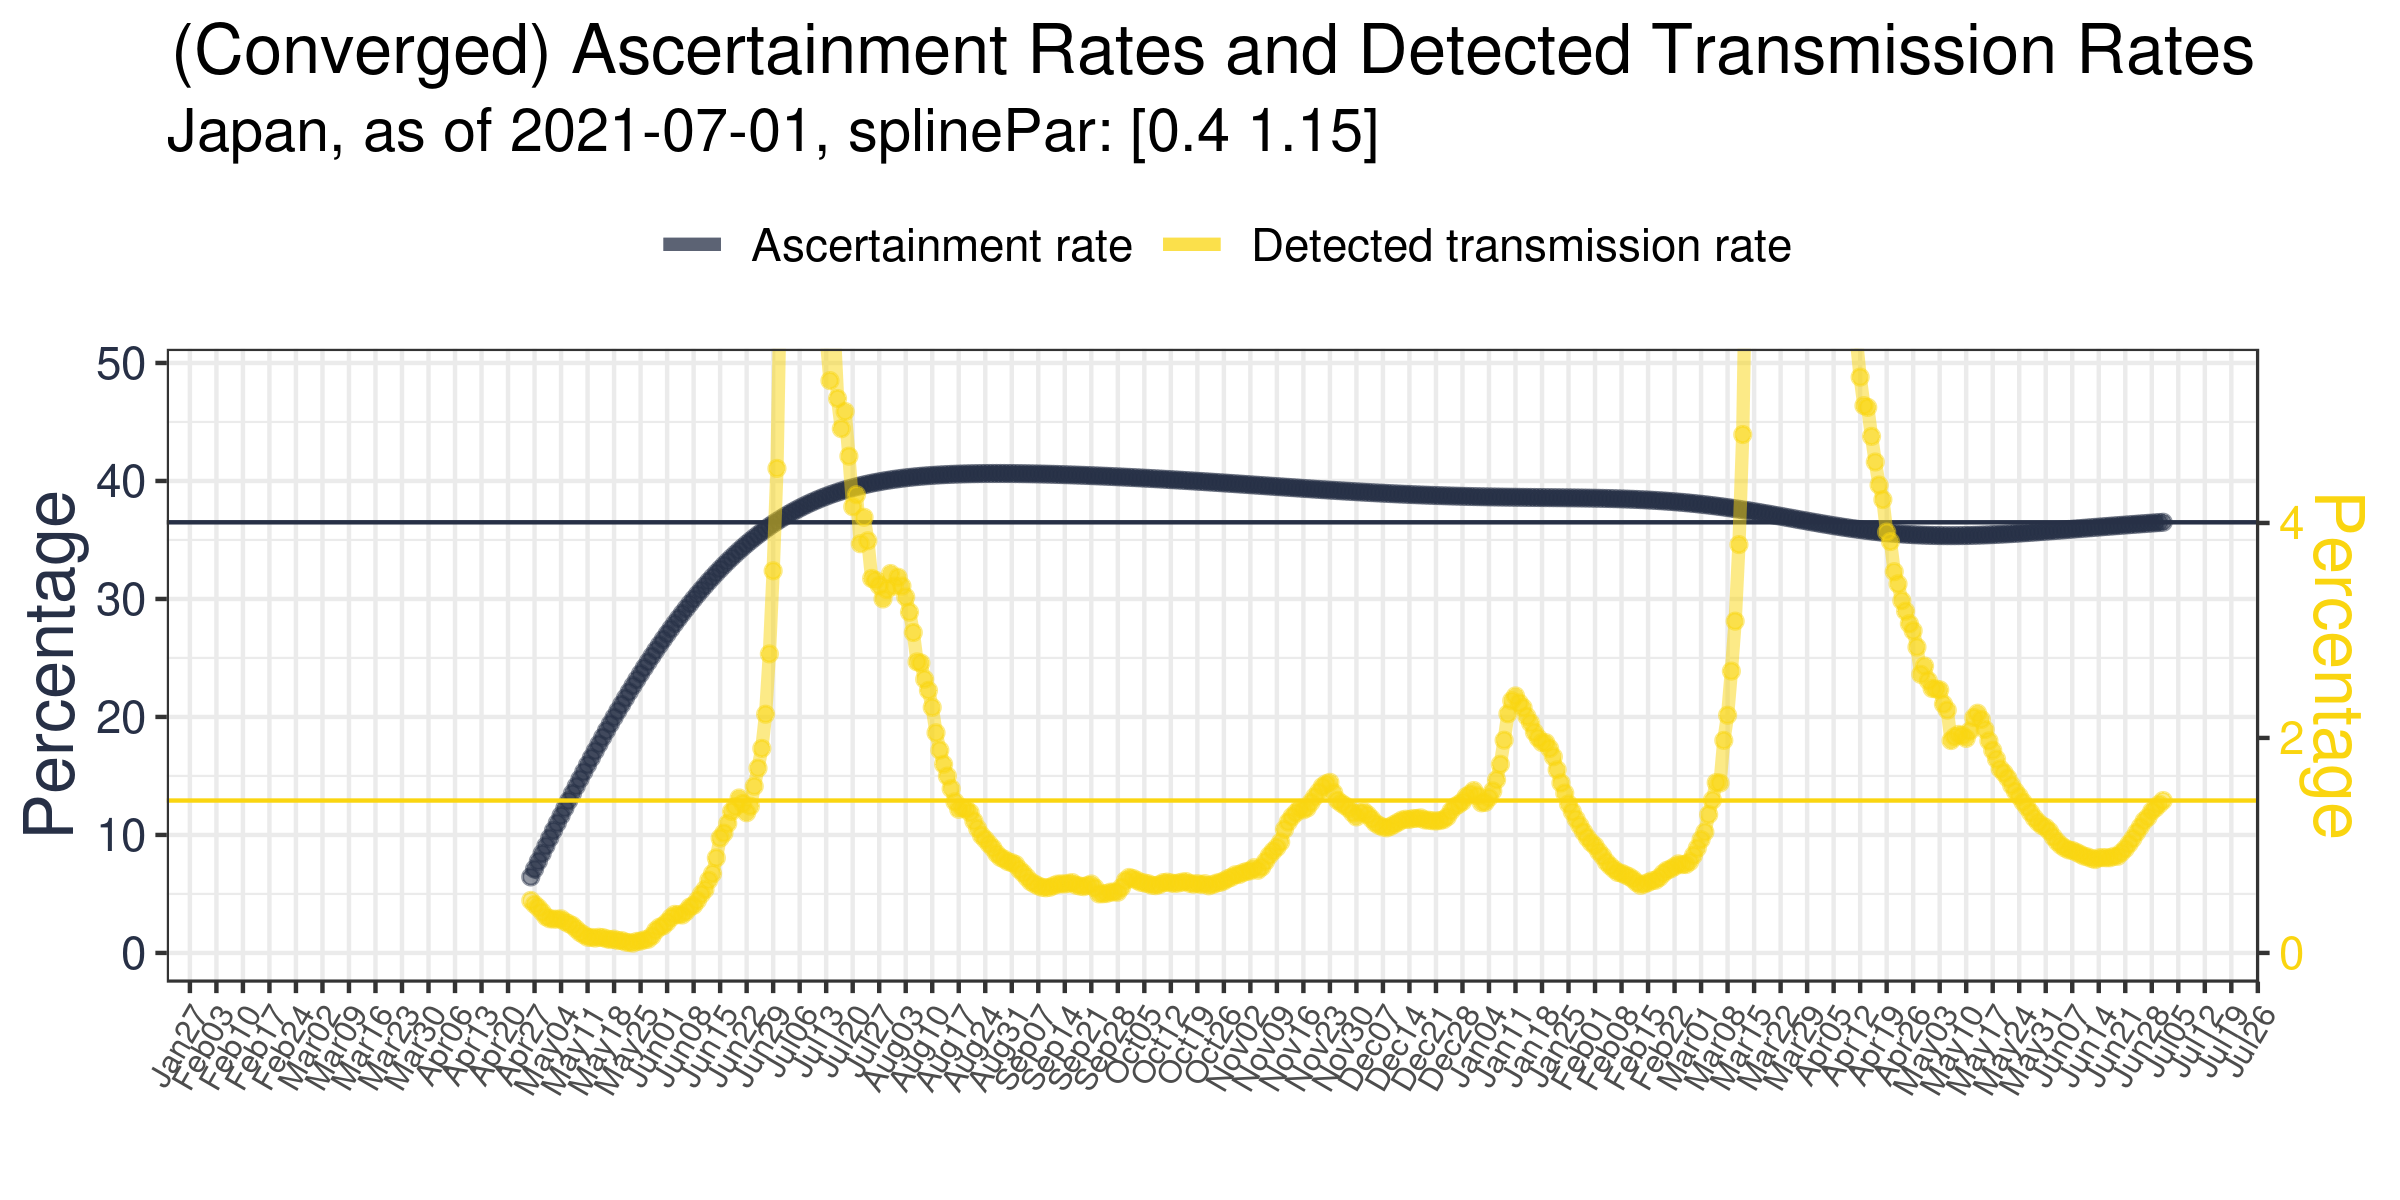 (Converged) Ascertainment Rates and Detected Transmission Rates
Japan, as of 2021-07-01, splinePar: [0.4 1.15]
Ascertainment rate
Detected transmission rate
Percentage
50
40
30
20
10
0
4
2
0
Percentage
Jan27
Feb03
Feb10
Feb17
Feb24
Mar02
Mar09
Mar16
Mar23
Mar30
Apr06
Apr13
Apr20
Apr27
May04
May11
May18
May25
Jun01
Jun08
Jun15
Jun22
Jun29
Jul06
Jul13
Jul20
Jul27
Aug03
Aug10
Aug17
Aug24
Aug31
Sep07
Sep14
Sep21
Sep28
Oct05
Oct12
Oct19
Oct26
Nov02
Nov09
Nov16
Nov23
Nov30
Dec07
Dec14
Dec21
Dec28
Jan04
Jan11
Jan18
Jan25
Feb01
Feb08
Feb15
Feb22
Mar01
Mar08
Mar15
Mar22
Mar29
Apr05
Apr12
Apr19
Apr26
May03
May10
May17
May24
May31
Jun07
Jun14
Jun21
Jun28
Jul05
Jul12
Jul19
Jul26